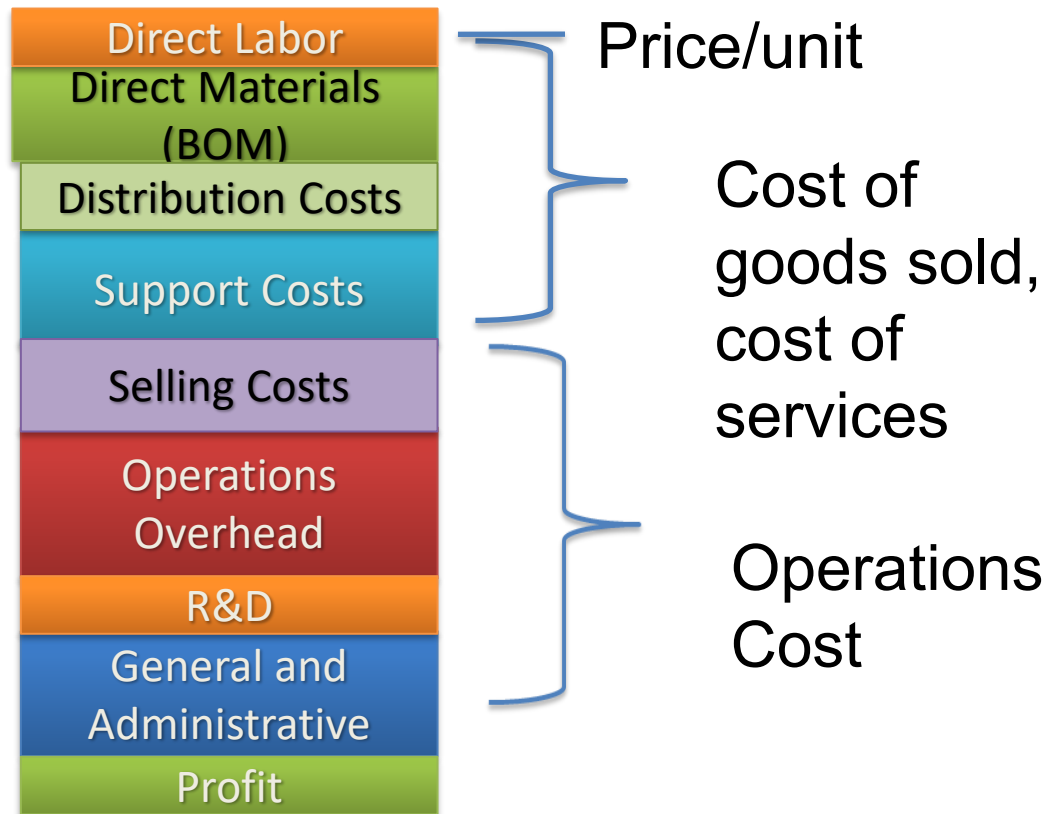 Direct Labor
Direct Materials
(BOM)
Distribution Costs
Support Costs
Selling Costs
Operations
Overhead
R&D
General and
Administrative
Profit
Price/unit
Cost of
goods sold,
cost of
services
Operations
Cost